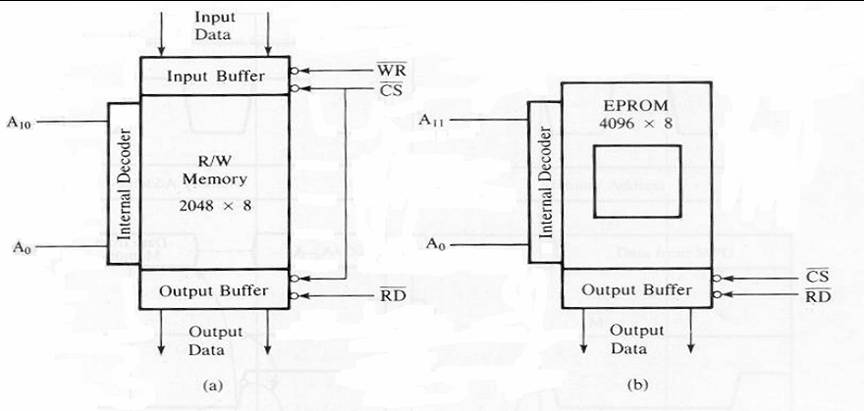 Input
Data
Input Buffer
WR
CS
A10
Internal Decoder
R/W
Memory
2048 × 8
A0
Output Buffer
RD
Output
Data
(a)
EPROM
4096 × 8
A11
Internal Decoder
A0
Output Buffer
CS
RD
Output
Data
(b)